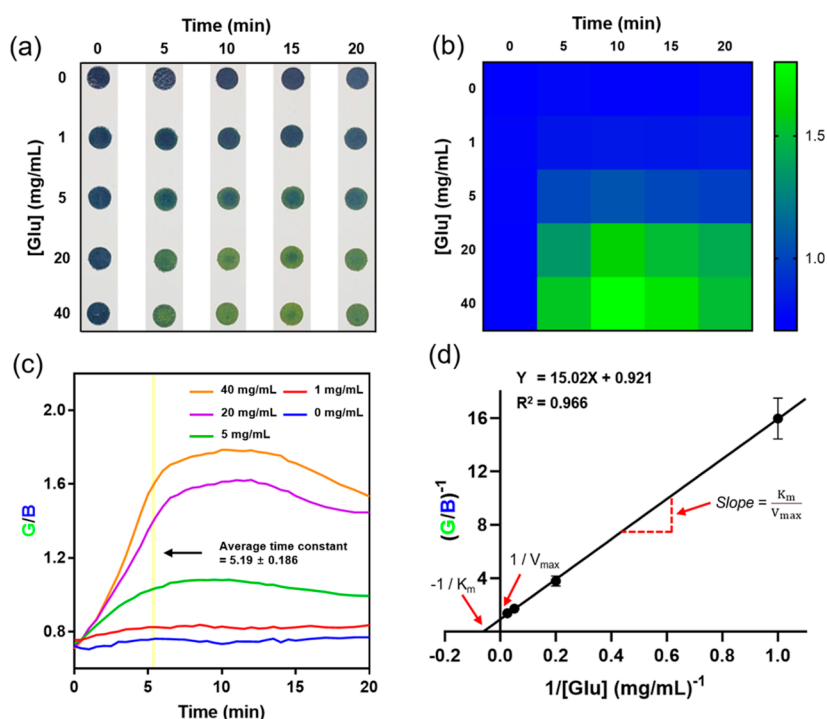 (a)
Time (min)
0 5 10 15 20
[Glu] (mg/mL)
0
1
5
20
40
(b)
Time (min)
0 5 10 15 20
[Glu] (mg/mL)
0
1
5
20
40
1.5
1.0
(c)
G/B
2.0
1.6
1.2
0.8
0.4
40 mg/mL
1 mg/mL
20 mg/mL
0 mg/mL
5 mg/mL
Average time constant
= 5.19 ± 0.186
0 5 10 15 20
Time (min)
(d)
Y = 15.02X + 0.921
R² = 0.966
(G/B)⁻¹
16
12
8
4
Slope = Km/Vmax
1 / Vmax
-1 / Km
-0.2 0.0 0.2 0.4 0.6 0.8 1.0
1/[Glu] (mg/mL)⁻¹